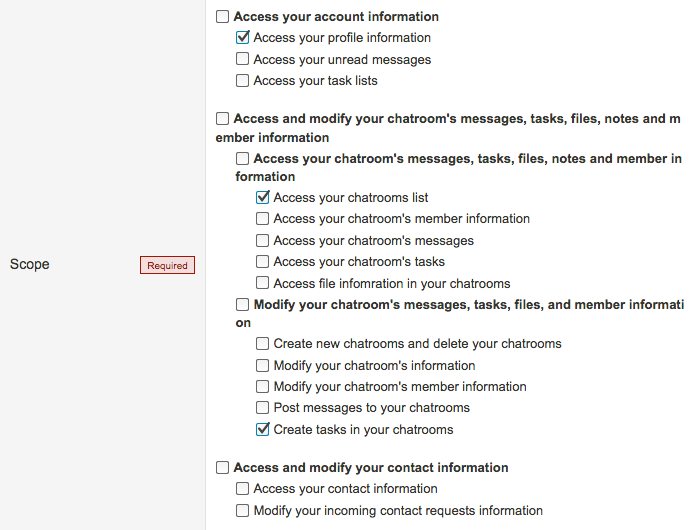 Access your account information
Access your profile information
Access your unread messages
Access your task lists
Access and modify your chatroom's messages, tasks, files, notes and m
ember information
Access your chatroom's messages, tasks, files, notes and member in
formation
Access your chatrooms list
Access your chatroom's member information
Access your chatroom's messages
Scope
Required
Access your chatroom's tasks
Access file infomration in your chatrooms
Modify your chatroom's messages, tasks, files, and member informati
on
Create new chatrooms and delete your chatrooms
Modify your chatroom's information
Modify your chatroom's member information
Post messages to your chatrooms
Create tasks in your chatrooms
Access and modify your contact information
Access your contact information
Modify your incoming contact requests information